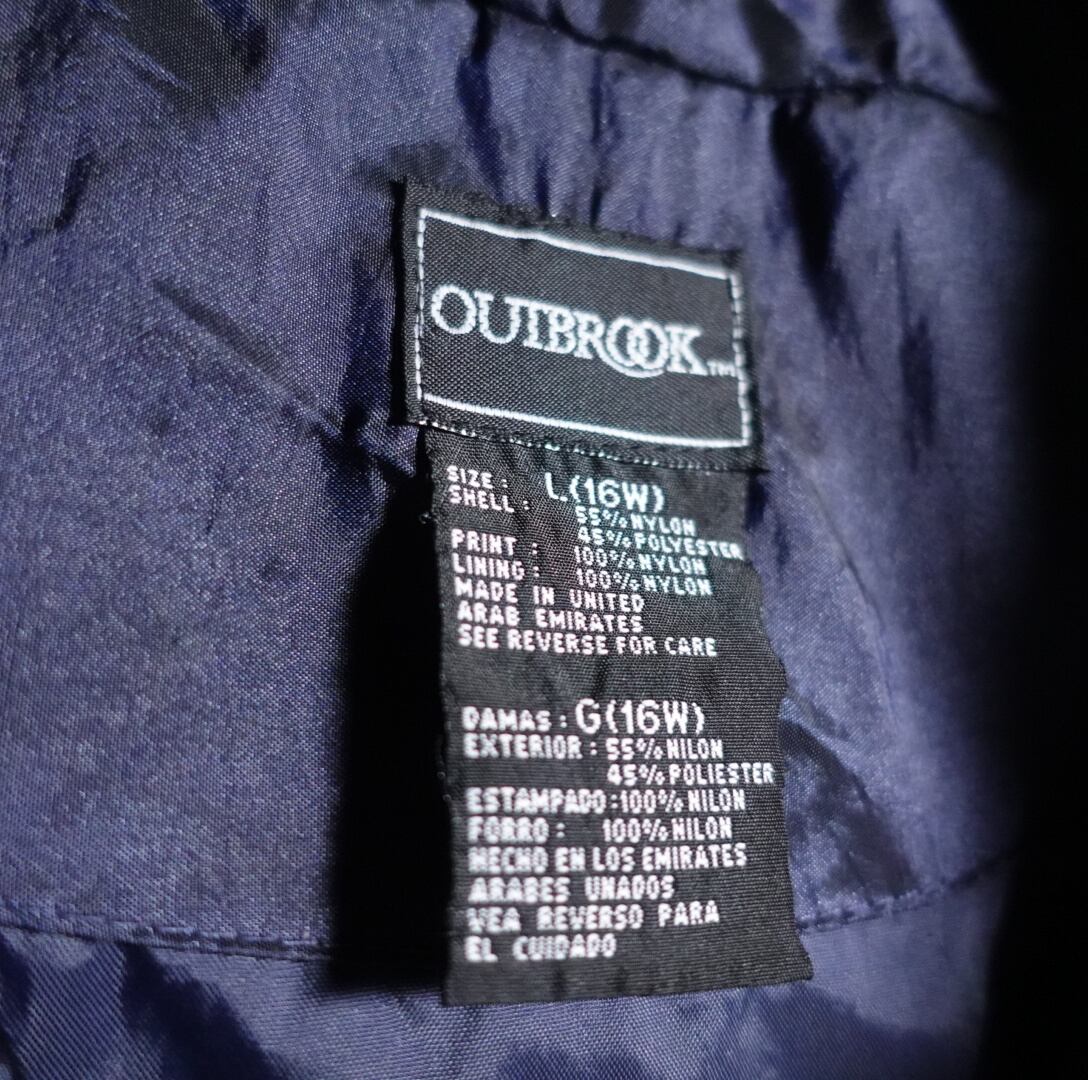 OUTBROOK™
SIZE: L(16W)
SHELL: 55% NYLON
45% POLYESTER
PRINT: 100% NYLON
LINING: 100% NYLON
MADE IN UNITED
ARAB EMIRATES
SEE REVERSE FOR CARE
DAMAS: G(16W)
EXTERIOR: 55% NILON
45% POLIESTER
ESTAMPADO: 100% NILON
FORRO: 100% NILON
HECHO EN LOS EMIRATES
ARABES UNADOS
VEA REVERSO PARA
EL CUIDADO